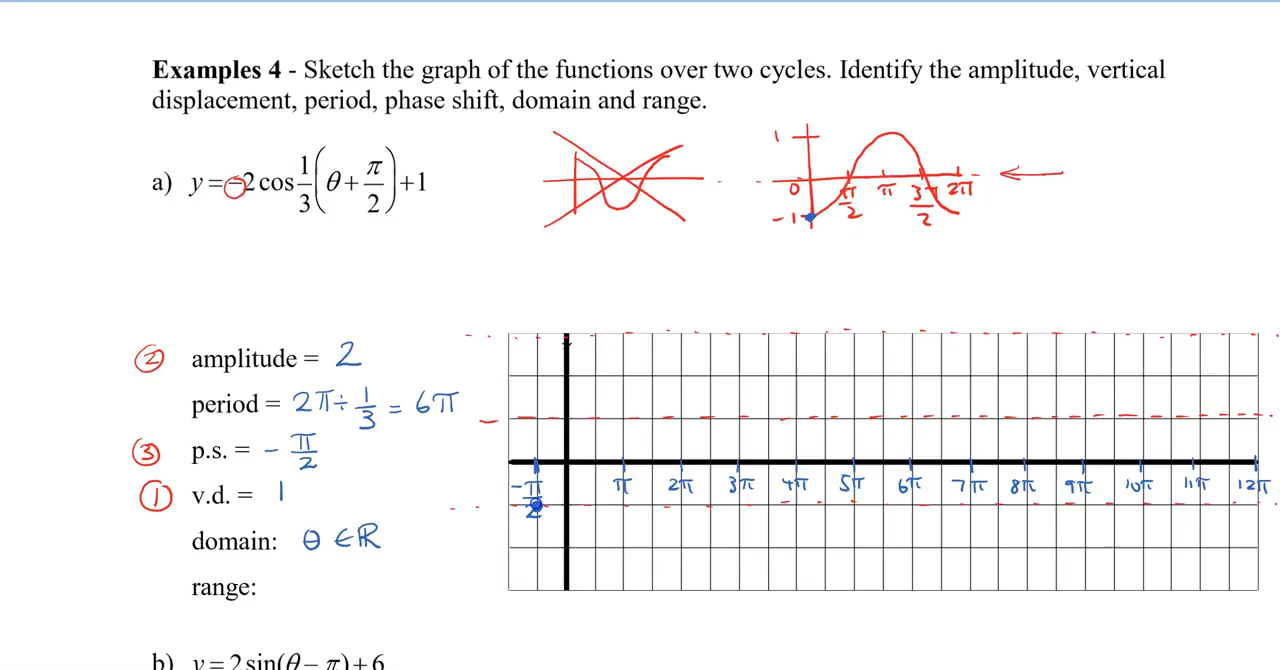 Examples 4 - Sketch the graph of the functions over two cycles. Identify the amplitude, vertical
displacement, period, phase shift, domain and range.
a) y = -2 cos 1/3 (θ + π/2) + 1
1
0 π/2 π 3π/2 2π
-1
② amplitude = 2
period = 2π ÷ 1/3 = 6π
③ p.s. = - π/2
① v.d. = 1
domain: θ ∈ ℝ
range:
-π/2 π 2π 3π 4π 5π 6π 7π 8π 9π 10π 11π 12π
b) y = 2 sin(θ - π) + 6